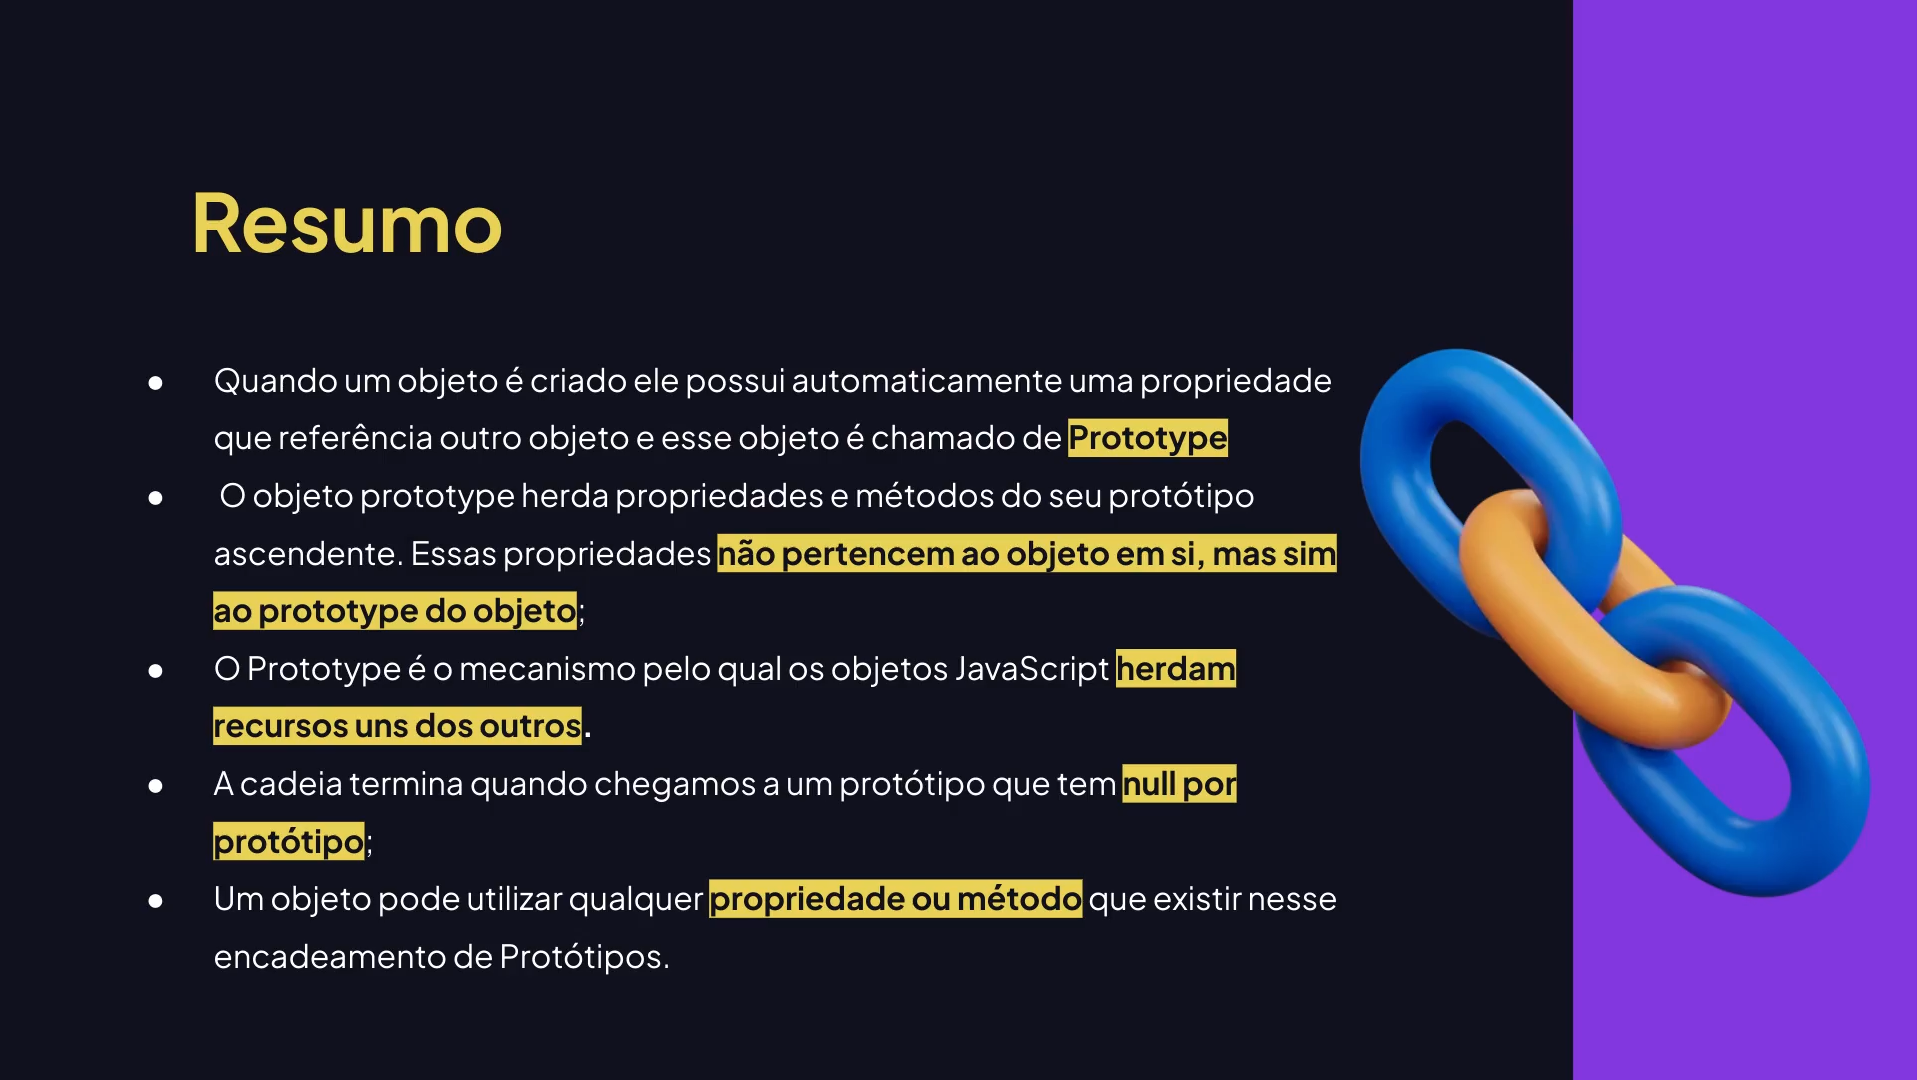 Resumo
● Quando um objeto é criado ele possui automaticamente uma propriedade
que referência outro objeto e esse objeto é chamado de Prototype
● O objeto prototype herda propriedades e métodos do seu protótipo
ascendente. Essas propriedades não pertencem ao objeto em si, mas sim
ao prototype do objeto;
● O Prototype é o mecanismo pelo qual os objetos JavaScript herdam
recursos uns dos outros.
● A cadeia termina quando chegamos a um protótipo que tem null por
protótipo;
● Um objeto pode utilizar qualquer propriedade ou método que existir nesse
encadeamento de Protótipos.